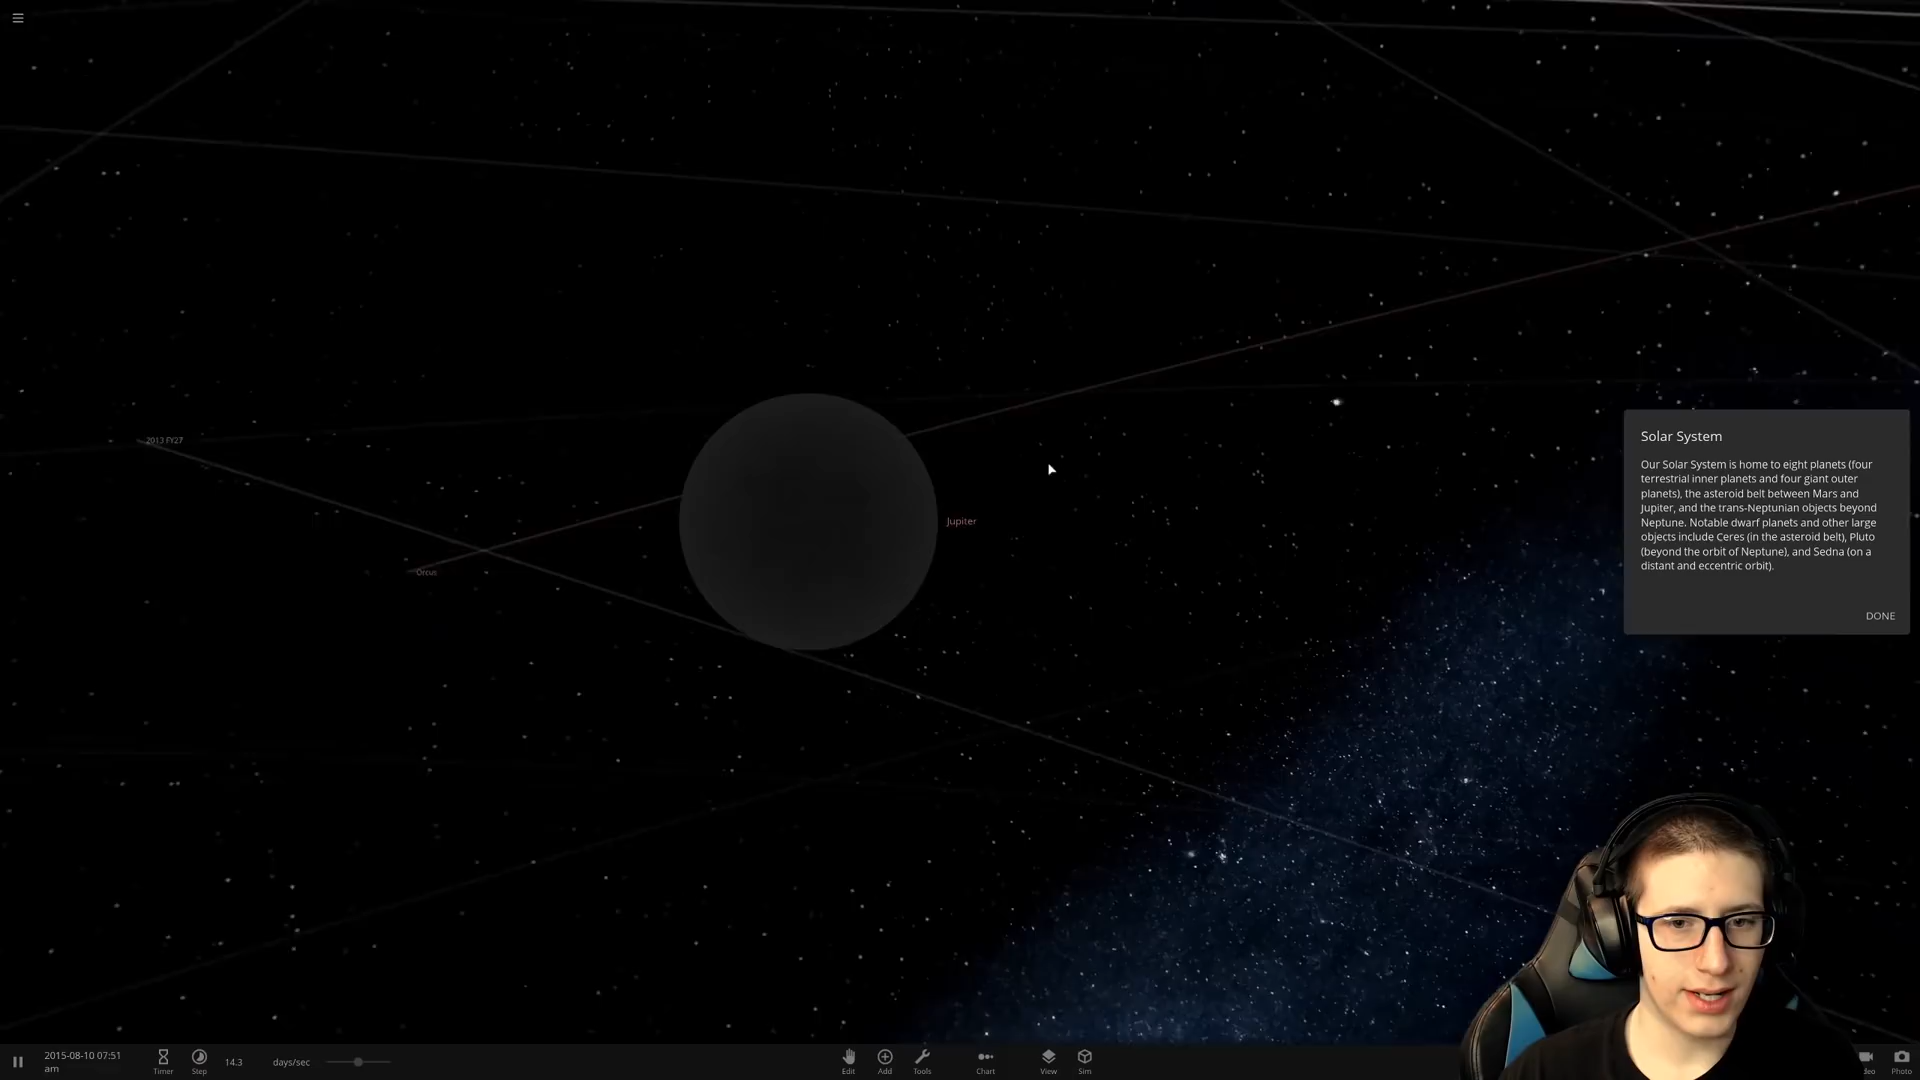 2013 FY27
Jupiter
Orcus
Solar System
Our Solar System is home to eight planets (four
terrestrial inner planets and four giant outer
planets), the asteroid belt between Mars and
Jupiter, and the trans-Neptunian objects beyond
Neptune. Notable dwarf planets and other large
objects include Ceres (in the asteroid belt), Pluto
(beyond the orbit of Neptune), and Sedna (on a
distant and eccentric orbit).
DONE
2015-08-10 07:51
am
Timer
Step
14.3
days/sec
Edit
Add
Tools
Chart
View
Sim
deo
Photo